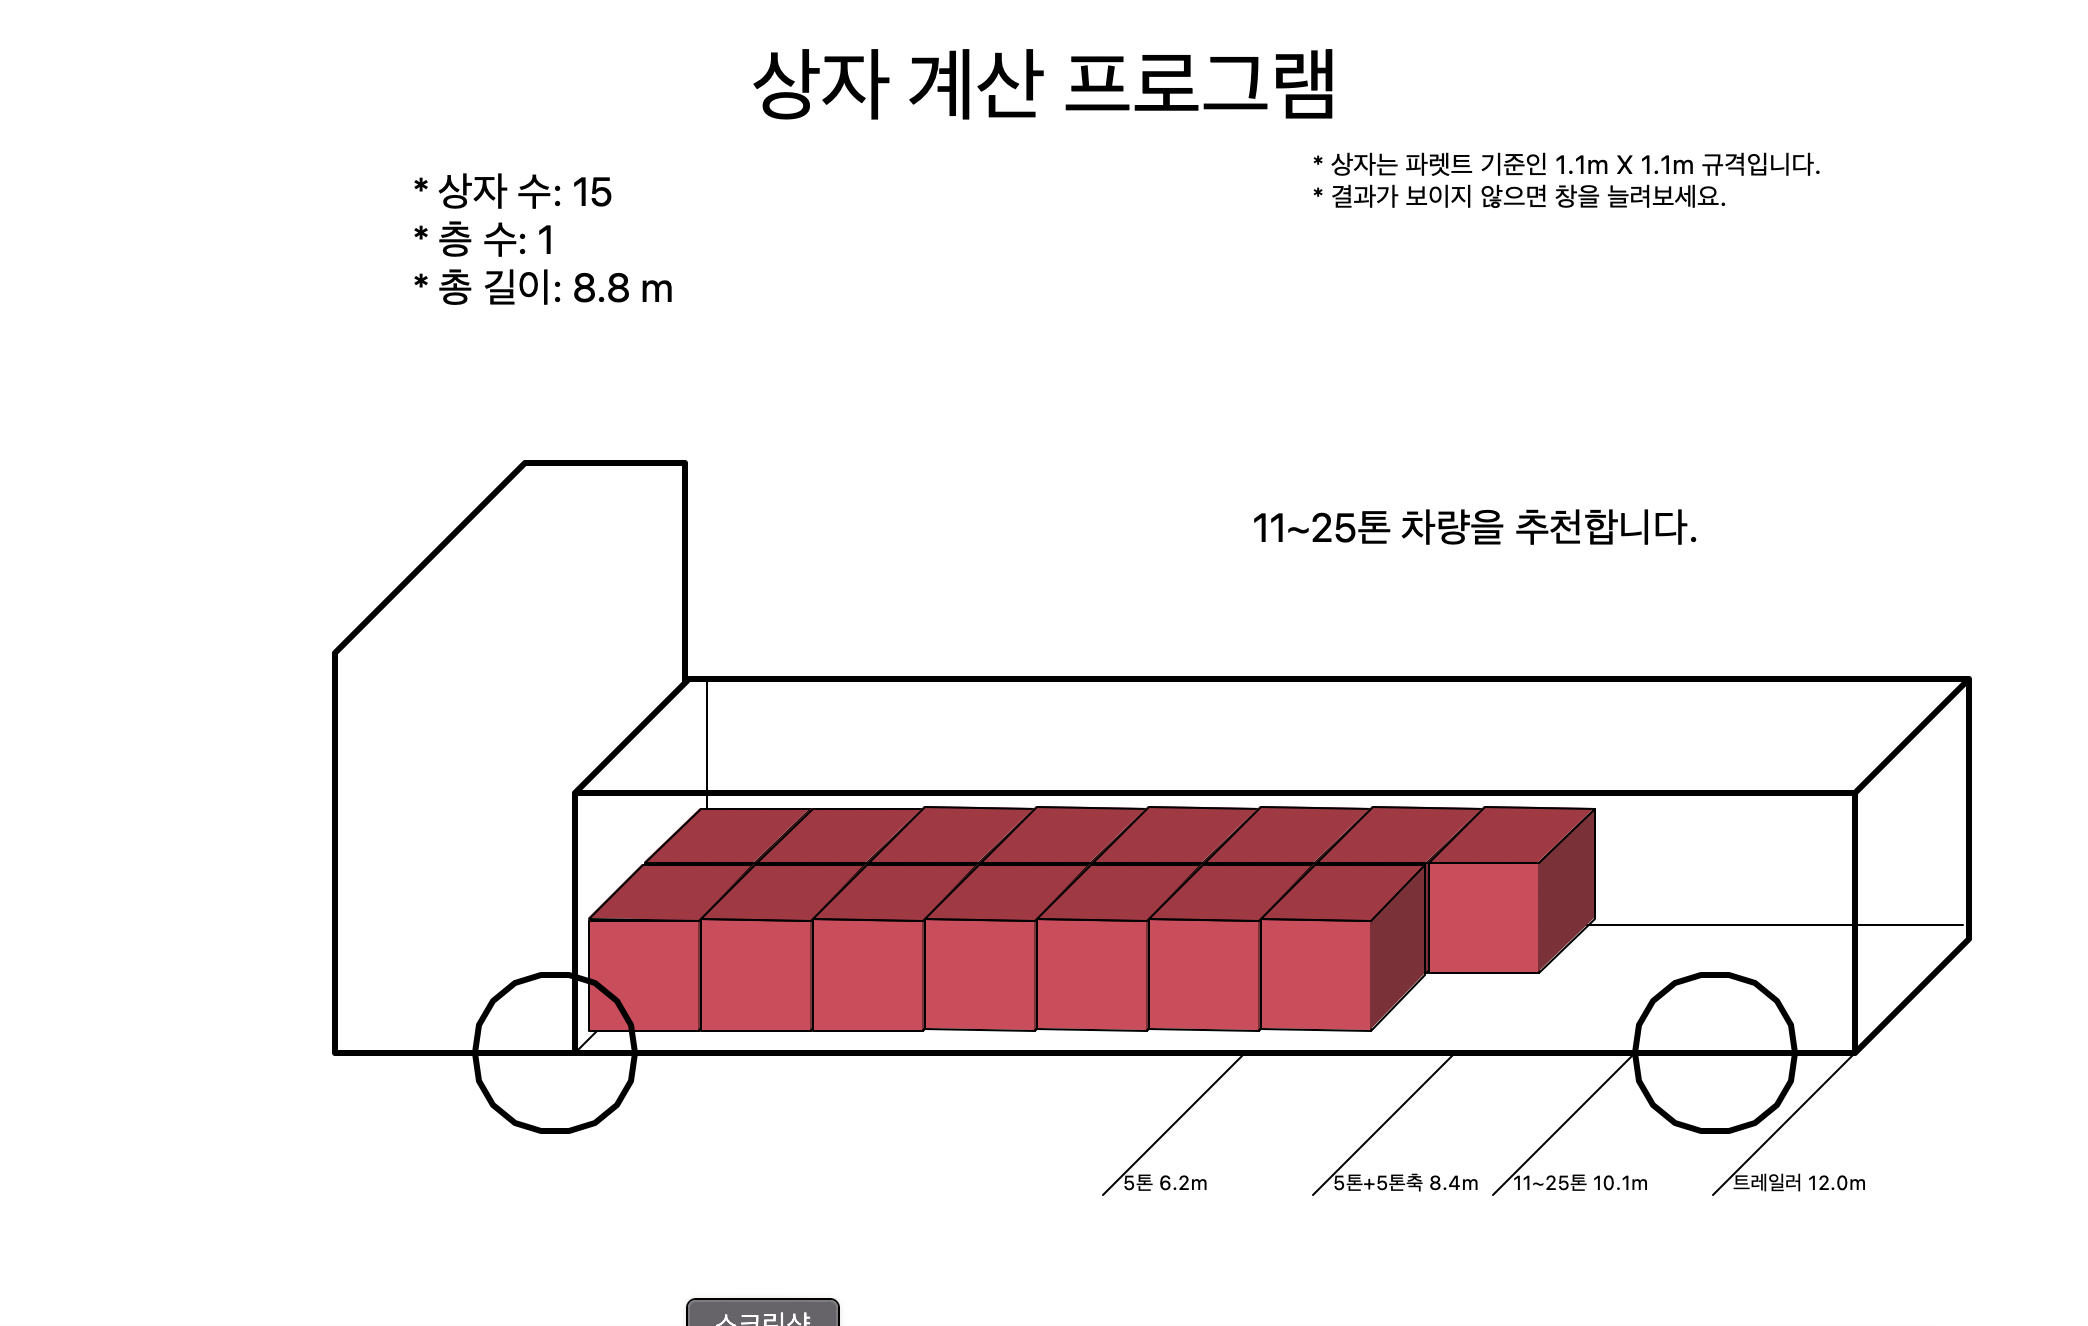 상자 계산 프로그램
* 상자는 파렛트 기준인 1.1m X 1.1m 규격입니다.
* 결과가 보이지 않으면 창을 늘려보세요.
* 상자 수: 15
* 층 수: 1
* 총 길이: 8.8 m
11~25톤 차량을 추천합니다.
5톤 6.2m
5톤+5톤축 8.4m
11~25톤 10.1m
트레일러 12.0m
스크린샷